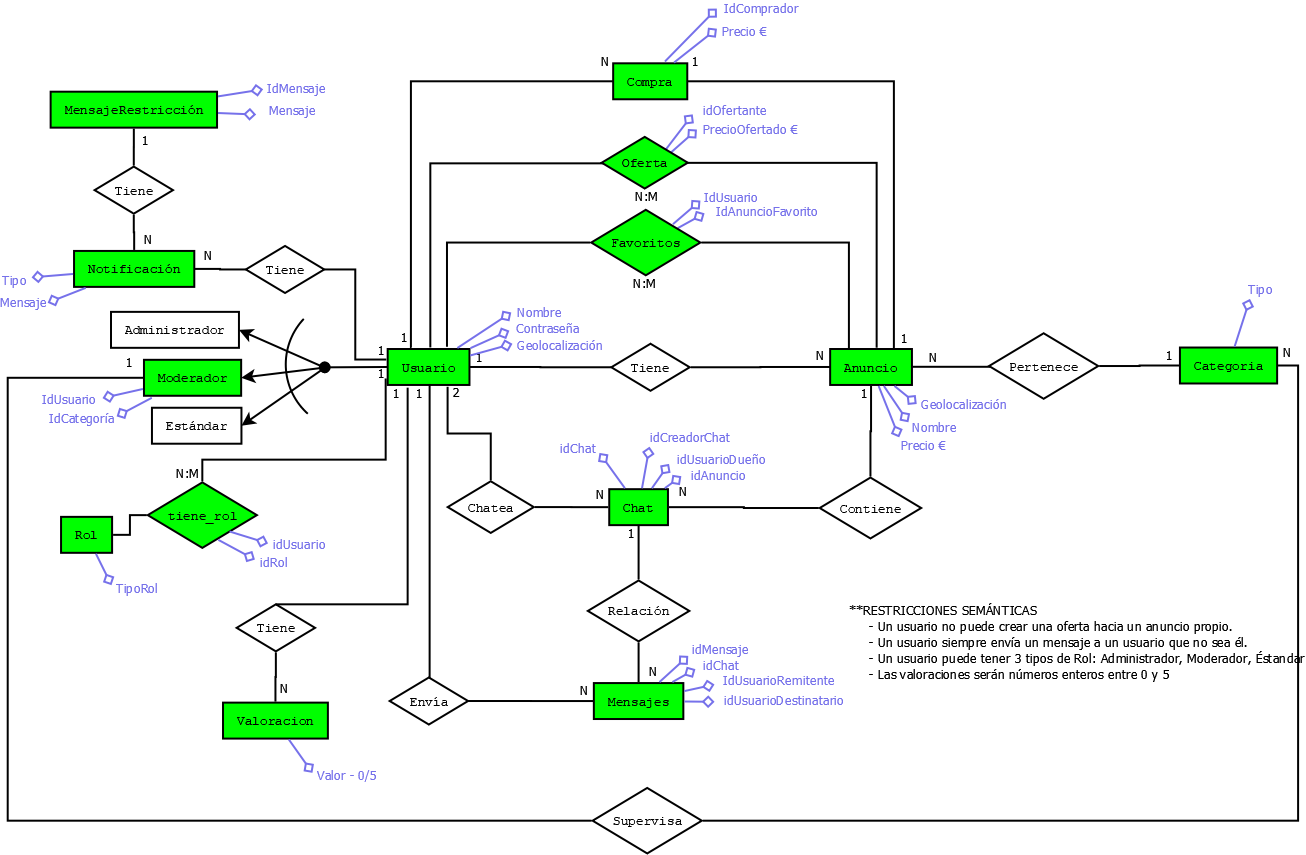 IdComprador
Precio €
N
1
Compra
IdMensaje
Mensaje
MensajeRestricción
1
idOfertante
PrecioOfertado €
Oferta
N:M
Tiene
IdUsuario
IdAnuncioFavorito
Favoritos
N:M
N
N
Notificación
Tiene
Tipo
Mensaje
Administrador
1
Moderador
IdUsuario
IdCategoría
Estándar
1
1
1
Usuario
Nombre
Contraseña
Geolocalización
1
Tiene
N
1
Anuncio
N
Pertenece
1
Categoria
N
Tipo
Geolocalización
Nombre
Precio €
1
1
1
2
N:M
tiene_rol
idUsuario
idRol
Rol
TipoRol
Chatea
N
idChat
idCreadorChat
idUsuarioDueño
idAnuncio
Chat
N
1
Contiene
Relación
N
Tiene
N
Valoracion
Valor - 0/5
Envía
N
Mensajes
idMensaje
idChat
IdUsuarioRemitente
idUsuarioDestinatario
**RESTRICCIONES SEMÁNTICAS
- Un usuario no puede crear una oferta hacia un anuncio propio.
- Un usuario siempre envía un mensaje a un usuario que no sea él.
- Un usuario puede tener 3 tipos de Rol: Administrador, Moderador, Éstandar
- Las valoraciones serán números enteros entre 0 y 5
Supervisa